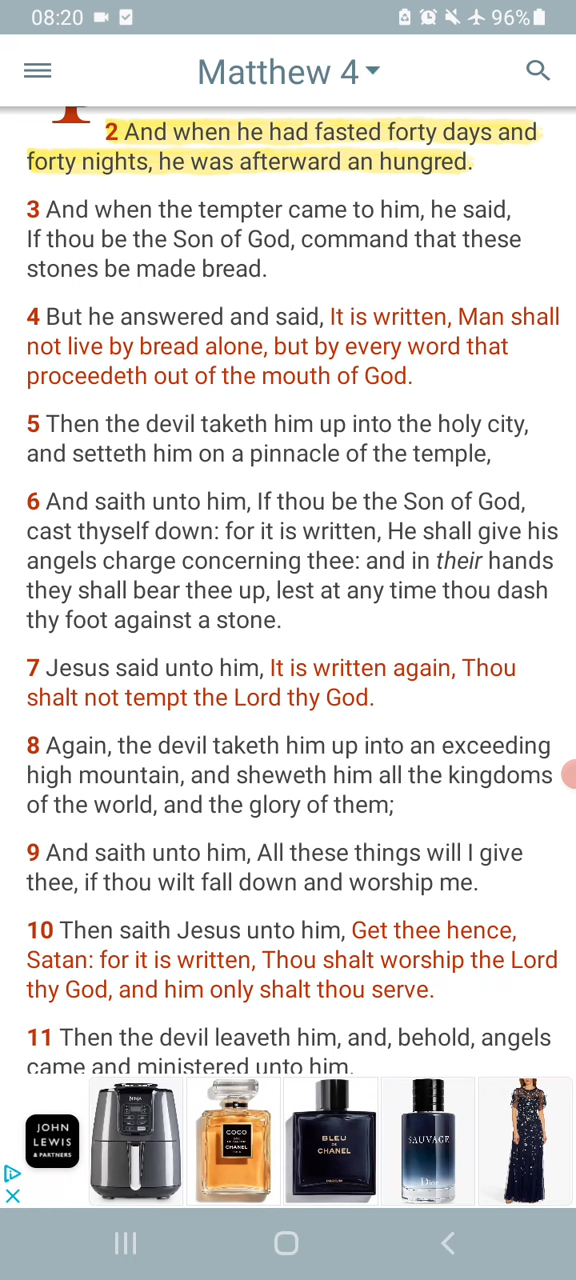 08:20
96%
Matthew 4
2 And when he had fasted forty days and
forty nights, he was afterward an hungred.
3 And when the tempter came to him, he said,
If thou be the Son of God, command that these
stones be made bread.
4 But he answered and said, It is written, Man shall
not live by bread alone, but by every word that
proceedeth out of the mouth of God.
5 Then the devil taketh him up into the holy city,
and setteth him on a pinnacle of the temple,
6 And saith unto him, If thou be the Son of God,
cast thyself down: for it is written, He shall give his
angels charge concerning thee: and in their hands
they shall bear thee up, lest at any time thou dash
thy foot against a stone.
7 Jesus said unto him, It is written again, Thou
shalt not tempt the Lord thy God.
8 Again, the devil taketh him up into an exceeding
high mountain, and sheweth him all the kingdoms
of the world, and the glory of them;
9 And saith unto him, All these things will I give
thee, if thou wilt fall down and worship me.
10 Then saith Jesus unto him, Get thee hence,
Satan: for it is written, Thou shalt worship the Lord
thy God, and him only shalt thou serve.
11 Then the devil leaveth him, and, behold, angels
came and ministered unto him.
JOHN
LEWIS
& PARTNERS
NINJA
COCO
CHANEL
BLEU
DE
CHANEL
SAUVAGE
Dior